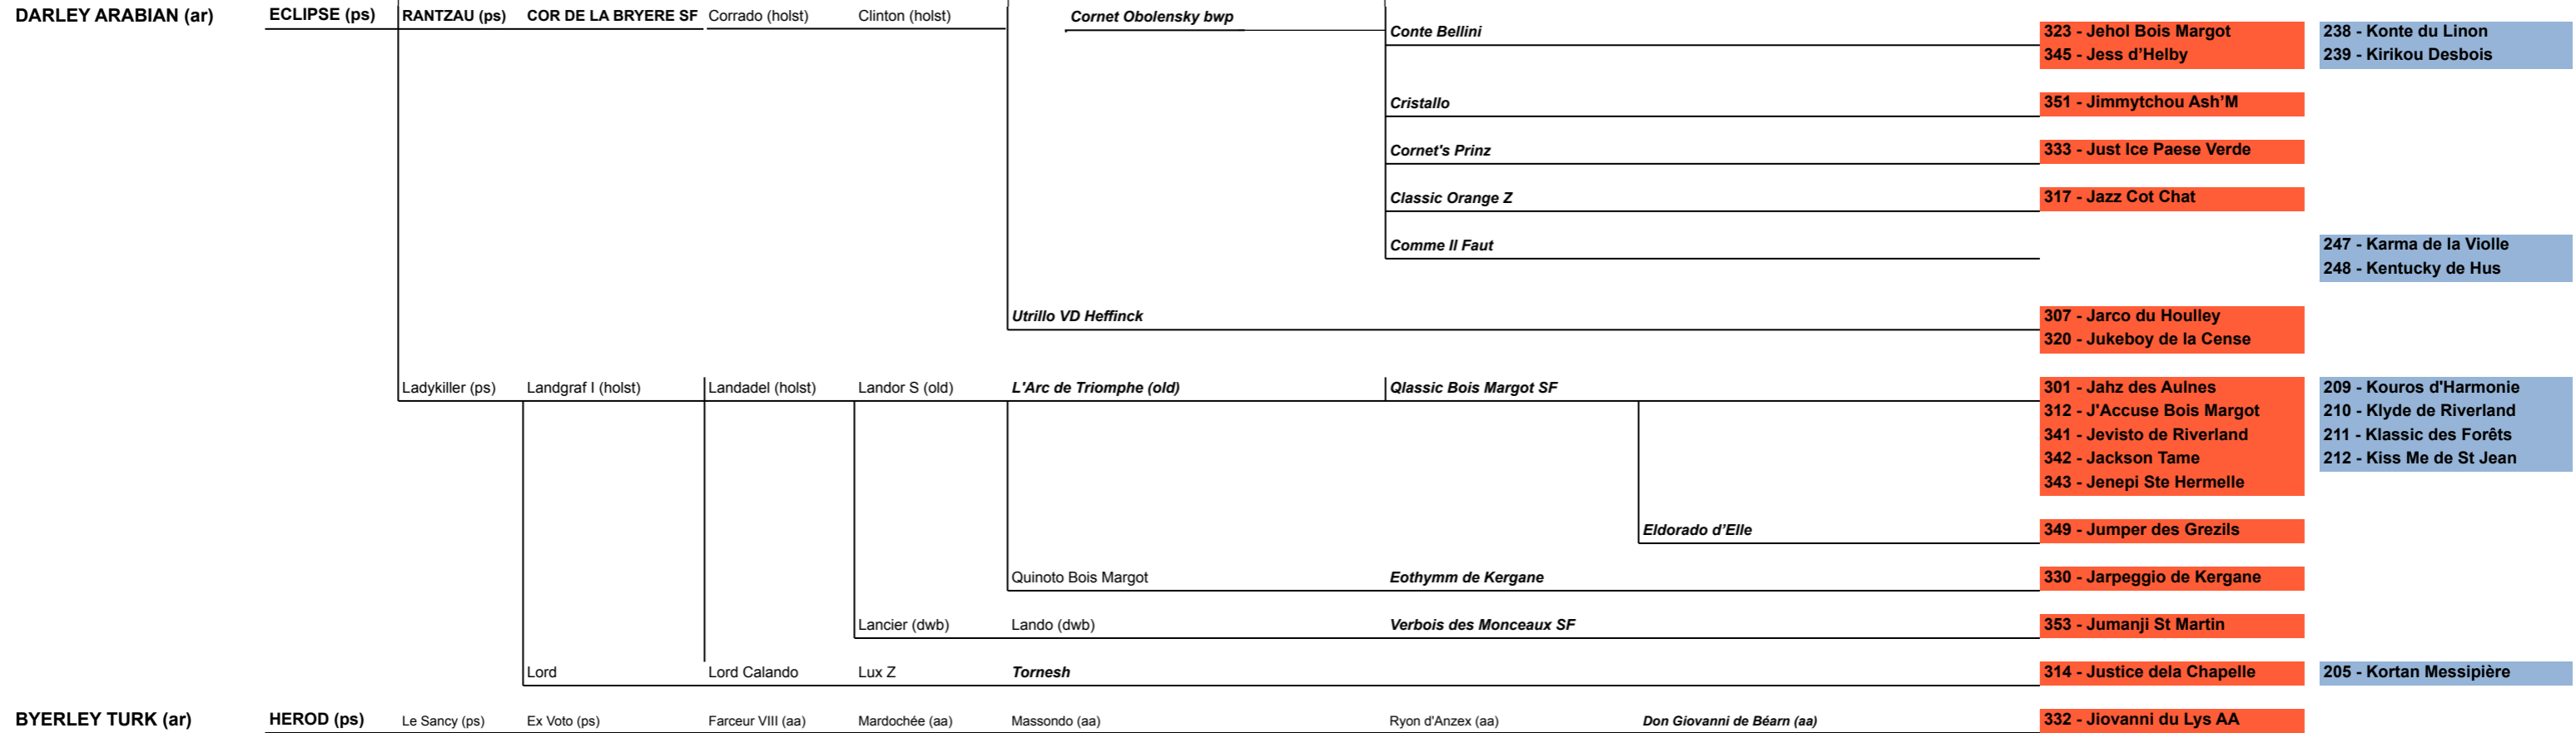 DARLEY ARABIAN (ar) ECLIPSE (ps) RANTZAU (ps) COR DE LA BRYERE SF Corrado (holst) Clinton (holst) Cornet Obolensky bwp
Conte Bellini 323 - Jehol Bois Margot 238 - Konte du Linon
345 - Jess d’Helby 239 - Kirikou Desbois
Cristallo 351 - Jimmytchou Ash’M
Cornet's Prinz 333 - Just Ice Paese Verde
Classic Orange Z 317 - Jazz Cot Chat
Comme Il Faut 247 - Karma de la Violle
248 - Kentucky de Hus
Utrillo VD Heffinck 307 - Jarco du Houlley
320 - Jukeboy de la Cense
Ladykiller (ps) Landgraf I (holst) Landadel (holst) Landor S (old) L'Arc de Triomphe (old) Qlassic Bois Margot SF 301 - Jahz des Aulnes 209 - Kouros d'Harmonie
312 - J'Accuse Bois Margot 210 - Klyde de Riverland
341 - Jevisto de Riverland 211 - Klassic des Forêts
342 - Jackson Tame 212 - Kiss Me de St Jean
343 - Jenepi Ste Hermelle
Eldorado d’Elle 349 - Jumper des Grezils
Quinoto Bois Margot Eothymm de Kergane 330 - Jarpeggio de Kergane
Lancier (dwb) Lando (dwb) Verbois des Monceaux SF 353 - Jumanji St Martin
Lord Lord Calando Lux Z Tornesh 314 - Justice dela Chapelle 205 - Kortan Messipière
BYERLEY TURK (ar) HEROD (ps) Le Sancy (ps) Ex Voto (ps) Farceur VIII (aa) Mardochée (aa) Massondo (aa) Ryon d'Anzex (aa) Don Giovanni de Béarn (aa) 332 - Jiovanni du Lys AA